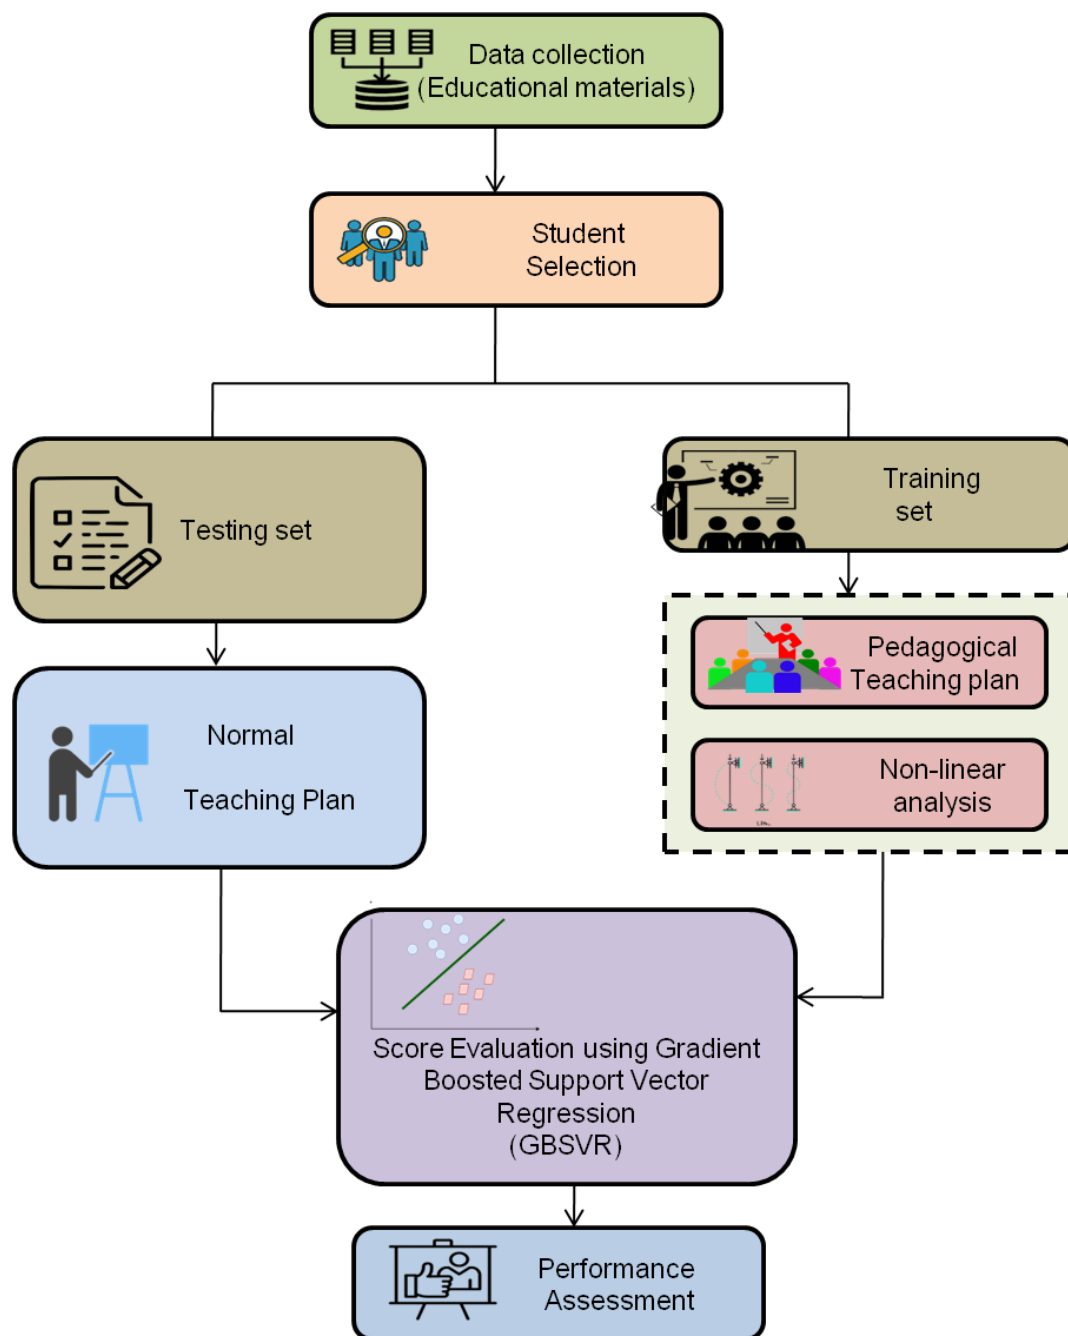 Data collection
(Educational materials)
Student
Selection
Testing set
Training
set
Normal
Teaching Plan
Pedagogical
Teaching plan
Non-linear
analysis
Score Evaluation using Gradient
Boosted Support Vector
Regression
(GBSVR)
Performance
Assessment